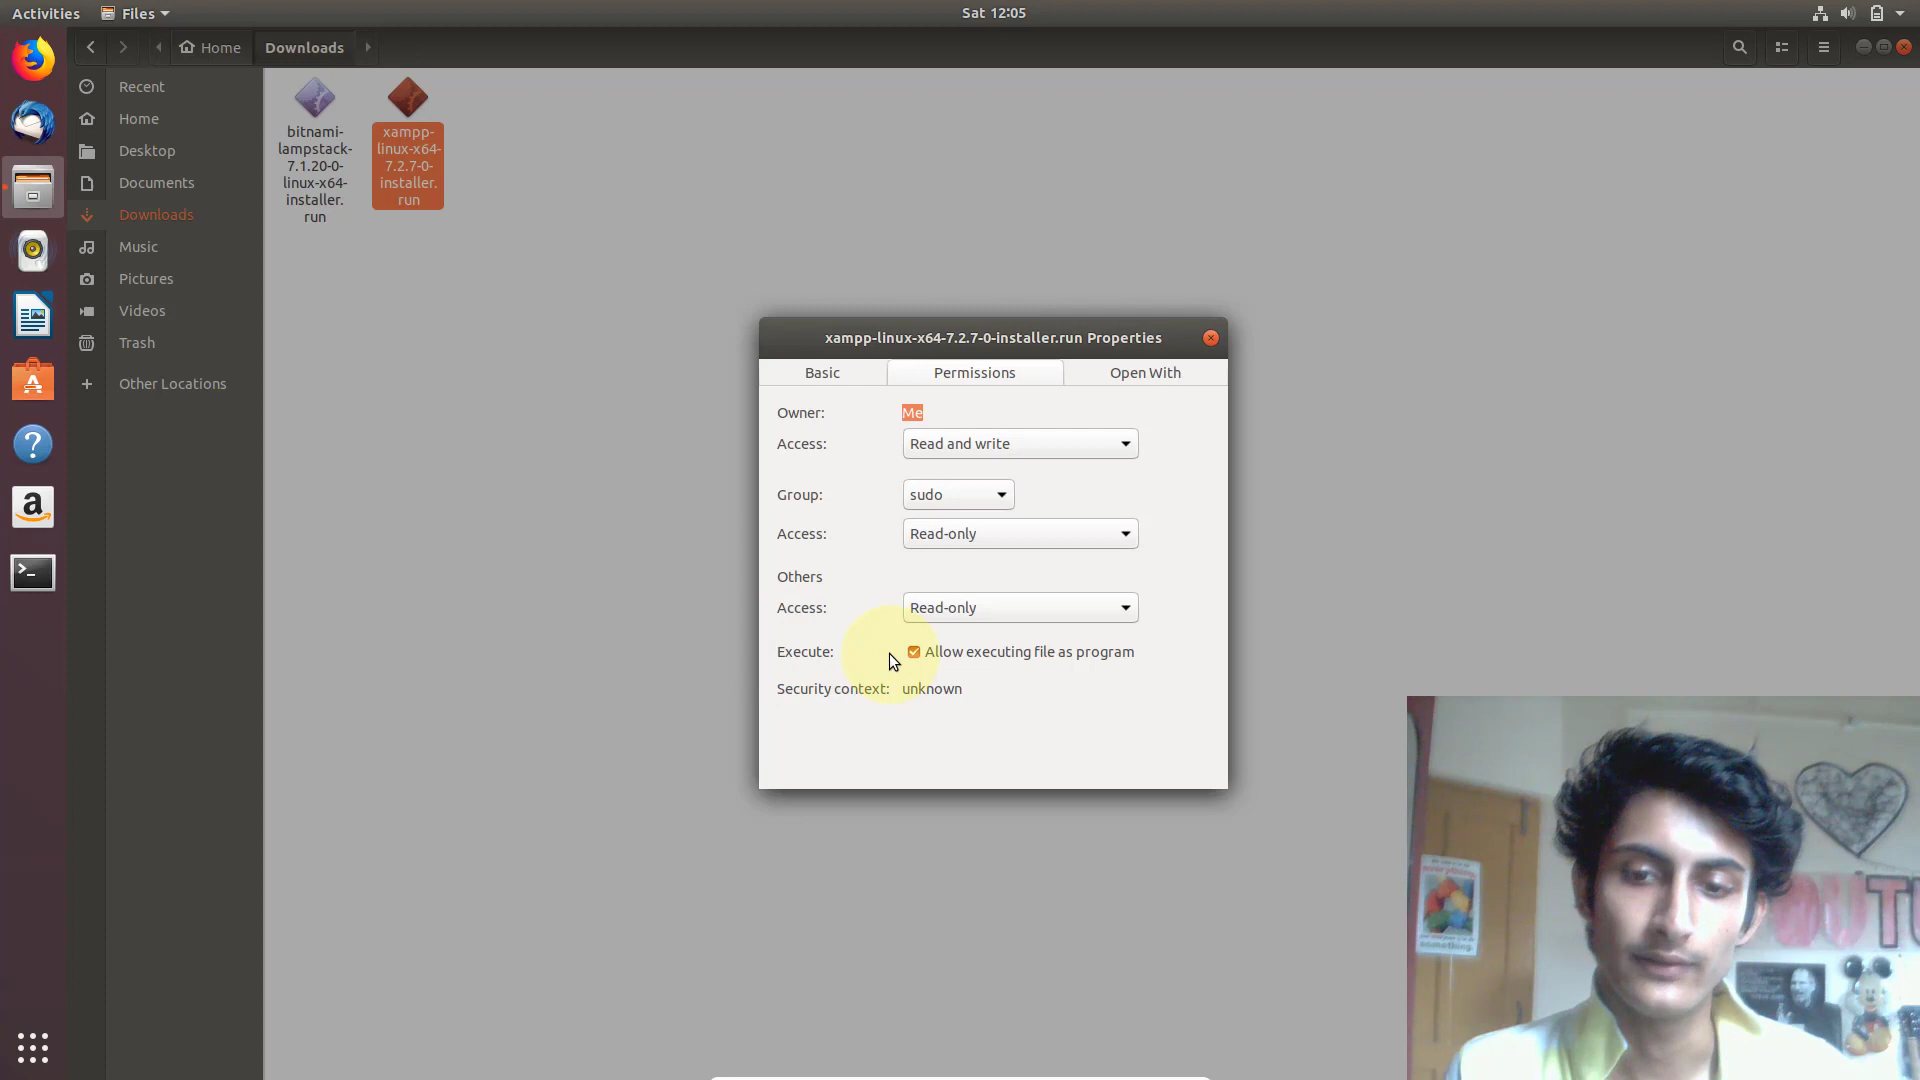 Activities
Files
Sat 12:05
Home
Downloads
Recent
Home
Desktop
Documents
Downloads
Music
Pictures
Videos
Trash
Other Locations
bitnami-
lampstack-
7.1.20-0-
linux-x64-
installer.
run
xampp-
linux-x64-
7.2.7-0-
installer.
run
xampp-linux-x64-7.2.7-0-installer.run Properties
Basic
Permissions
Open With
Owner: Me
Access: Read and write
Group: sudo
Access: Read-only
Others
Access: Read-only
Execute: Allow executing file as program
Security context: unknown
OUTU
everything
something.